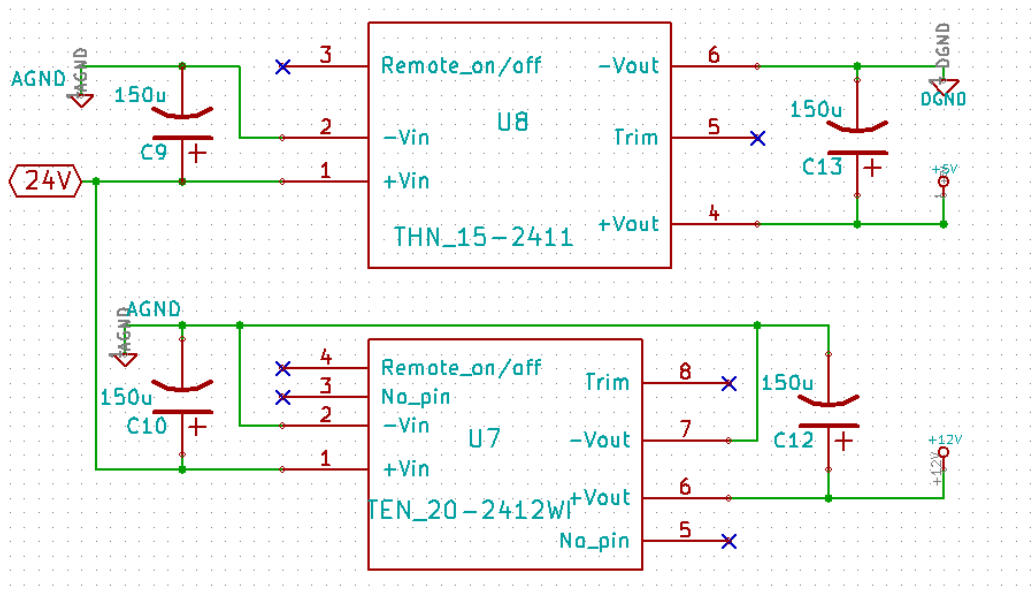 AGND
AGND
150u
C9
+
24V
3
Remote_on/off
2
-Vin
1
+Vin
U8
THN_15-2411
-Vout
6
Trim
5
+Vout
4
DGND
DGND
150u
C13
+
+5V
AGND
AGND
150u
C10
+
4
Remote_on/off
3
No_pin
2
-Vin
1
+Vin
U7
TEN_20-2412WI
Trim
8
-Vout
7
+Vout
6
No_pin
5
150u
C12
+
+12V
+12V